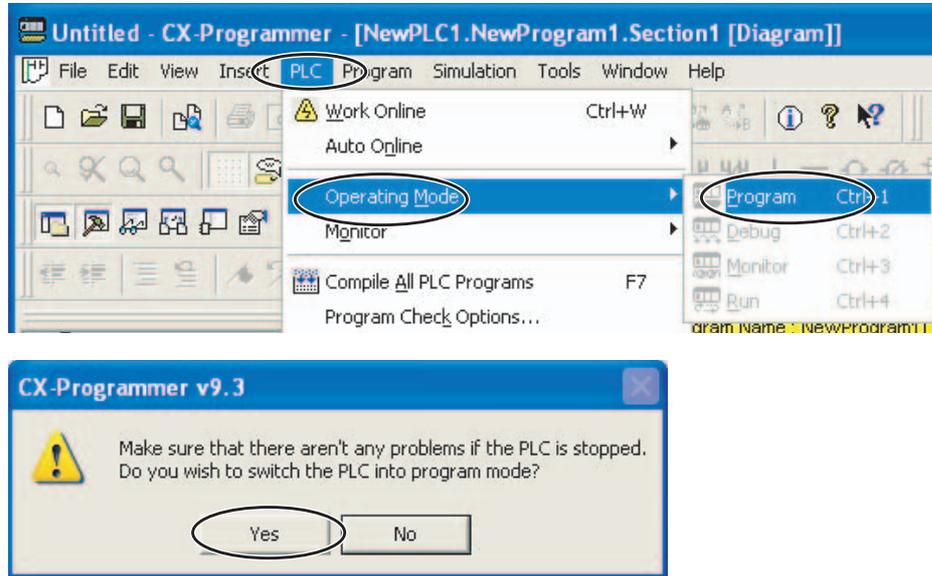 Untitled - CX-Programmer - [NewPLC1.NewProgram1.Section1 [Diagram]]
File Edit View Insert PLC Program Simulation Tools Window Help
Work Online Ctrl+W
Auto Online
Operating Mode
Program Ctrl+1
Monitor
Debug Ctrl+2
Monitor Ctrl+3
Compile All PLC Programs F7
Run Ctrl+4
Program Check Options...
gram Name : NewProgram1]
CX-Programmer v9.3
Make sure that there aren't any problems if the PLC is stopped.
Do you wish to switch the PLC into program mode?
Yes No